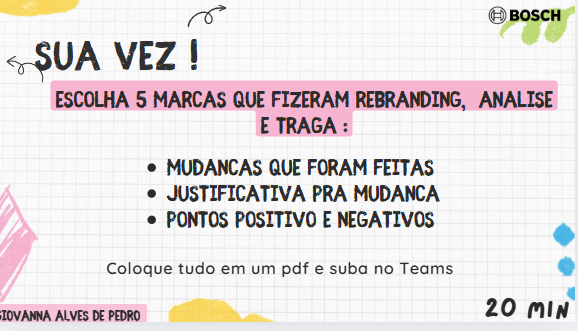 BOSCH
SUA VEZ !
ESCOLHA 5 MARCAS QUE FIZERAM REBRANDING, ANALISE
E TRAGA :
• MUDANCAS QUE FORAM FEITAS
• JUSTIFICATIVA PRA MUDANCA
• PONTOS POSITIVO E NEGATIVOS
Coloque tudo em um pdf e suba no Teams
GIOVANNA ALVES DE PEDRO
20 MIN